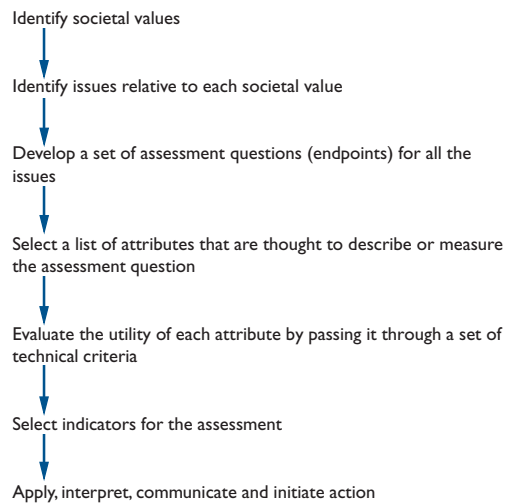 Identify societal values
Identify issues relative to each societal value
Develop a set of assessment questions (endpoints) for all the
issues
Select a list of attributes that are thought to describe or measure
the assessment question
Evaluate the utility of each attribute by passing it through a set of
technical criteria
Select indicators for the assessment
Apply, interpret, communicate and initiate action